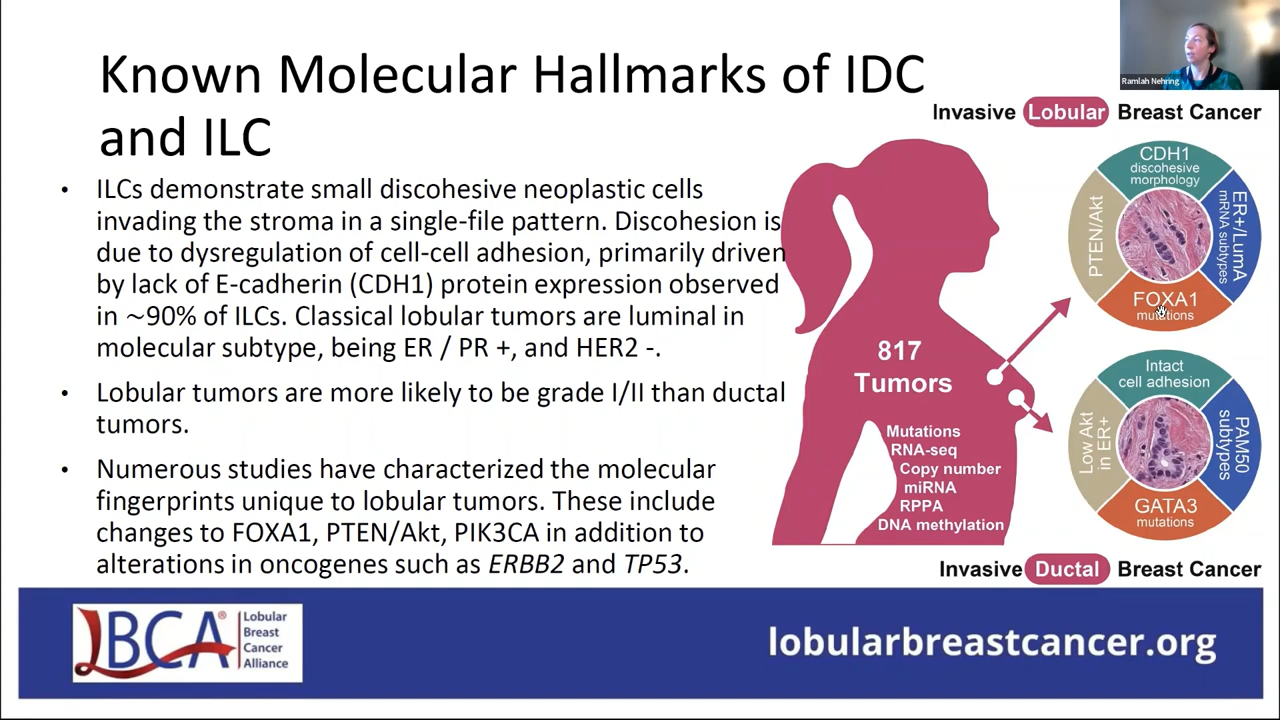 Known Molecular Hallmarks of IDC
and ILC
• ILCs demonstrate small discohesive neoplastic cells
invading the stroma in a single-file pattern. Discohesion is
due to dysregulation of cell-cell adhesion, primarily driven
by lack of E-cadherin (CDH1) protein expression observed
in ~90% of ILCs. Classical lobular tumors are luminal in
molecular subtype, being ER / PR +, and HER2 -.
• Lobular tumors are more likely to be grade I/II than ductal
tumors.
• Numerous studies have characterized the molecular
fingerprints unique to lobular tumors. These include
changes to FOXA1, PTEN/Akt, PIK3CA in addition to
alterations in oncogenes such as ERBB2 and TP53.
Ramlah Nehring
Invasive Lobular Breast Cancer
CDH1
discohesive
morphology
PTEN/Akt
ER+/LumA
mRNA subtypes
FOXA1
mutations
817
Tumors
Mutations
RNA-seq
Copy number
miRNA
RPPA
DNA methylation
Intact
cell adhesion
Low Akt
in ER+
PAM50
subtypes
GATA3
mutations
Invasive Ductal Breast Cancer
LBCA®
Lobular
Breast
Cancer
Alliance
lobularbreastcancer.org